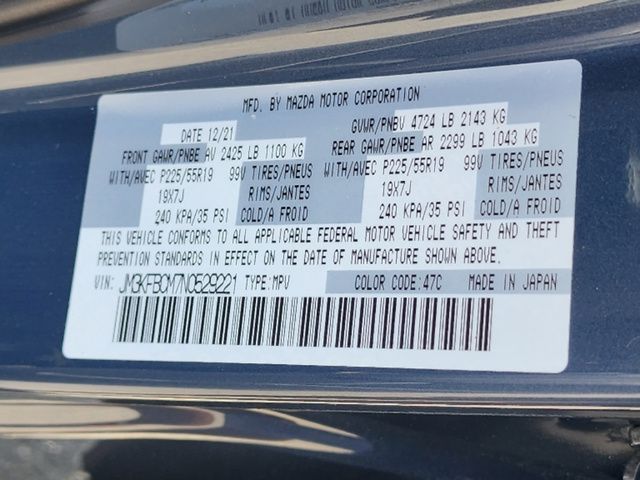 MFD. BY MAZDA MOTOR CORPORATION
DATE 12/21 GVWR/PNBV 4724 LB 2143 KG
FRONT GAWR/PNBE AV 2425 LB 1100 KG REAR GAWR/PNBE AR 2299 LB 1043 KG
WITH/AVEC P225/55R19 99V TIRES/PNEUS WITH/AVEC P225/55R19 99V TIRES/PNEUS
19X7J RIMS/JANTES 19X7J RIMS/JANTES
240 KPA/35 PSI COLD/A FROID 240 KPA/35 PSI COLD/A FROID
THIS VEHICLE CONFORMS TO ALL APPLICABLE FEDERAL MOTOR VEHICLE SAFETY AND THEFT
PREVENTION STANDARDS IN EFFECT ON THE DATE OF MANUFACTURE SHOWN ABOVE.
VIN: JM3KFBCM7N0529221 TYPE:MPV COLOR CODE:47C MADE IN JAPAN